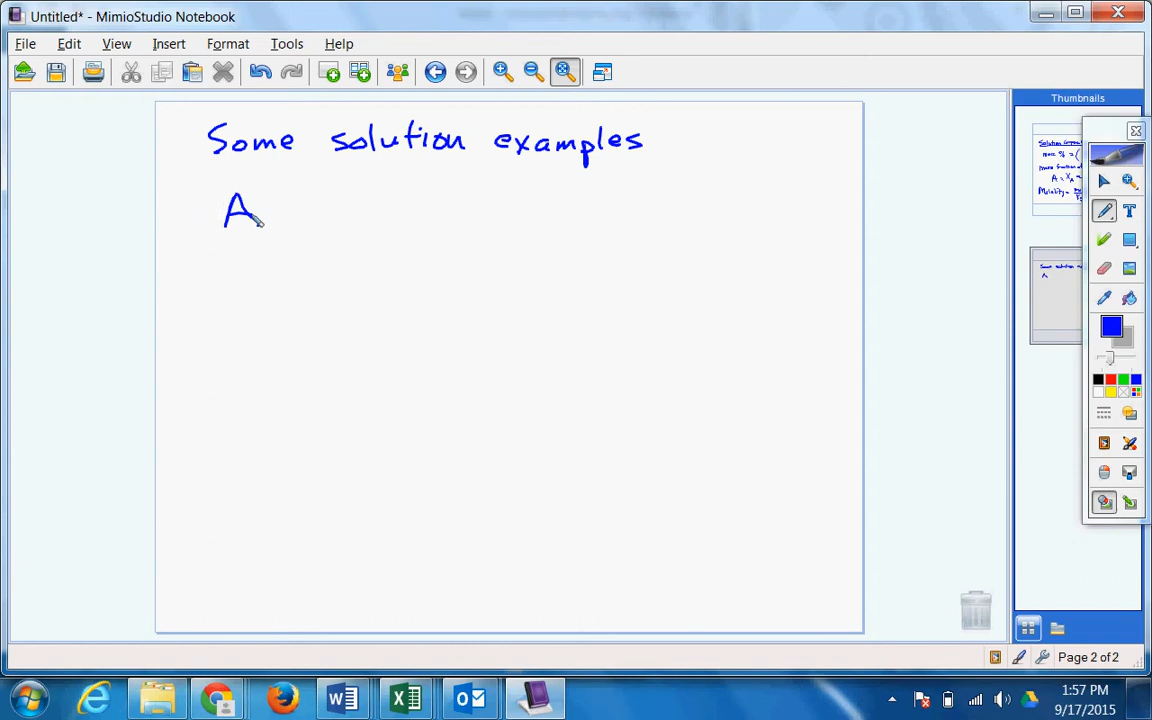 Untitled* - MimioStudio Notebook
File Edit View Insert Format Tools Help
Thumbnails
Some solution examples
A
Page 2 of 2
1:57 PM
9/17/2015